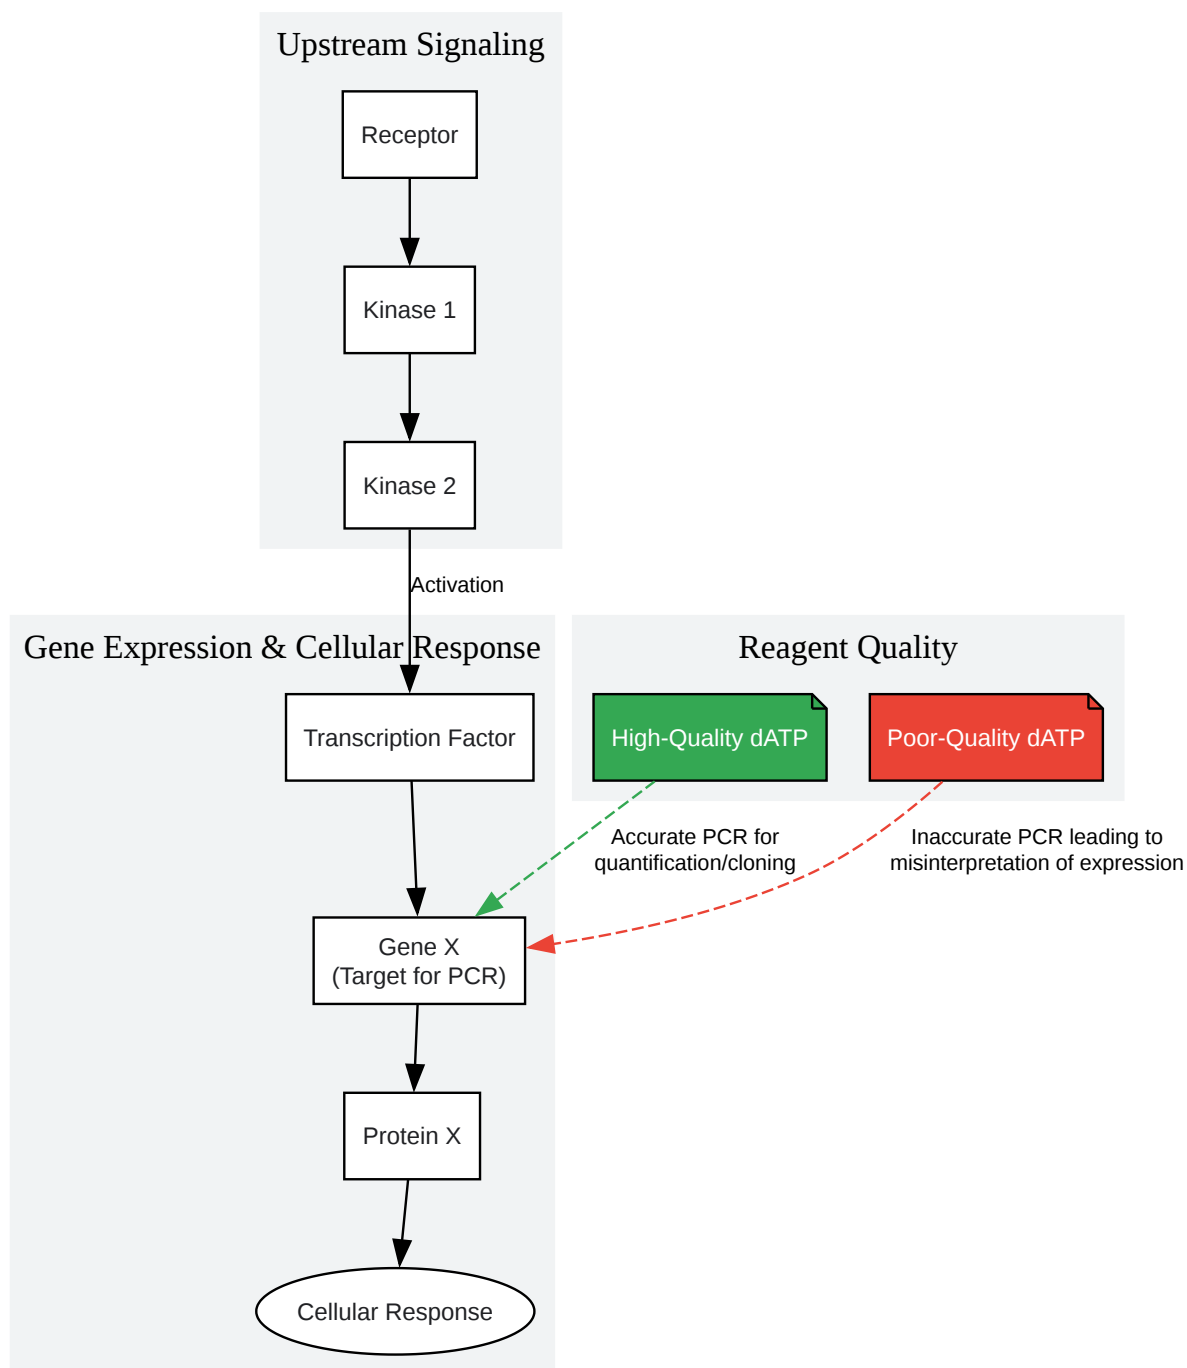 Upstream Signaling
Receptor
Kinase 1
Kinase 2
Activation
Gene Expression & Cellular Response
Reagent Quality
Transcription Factor
High-Quality dATP
Poor-Quality dATP
Accurate PCR for
quantification/cloning
Inaccurate PCR leading to
misinterpretation of expression
Gene X
(Target for PCR)
Protein X
Cellular Response